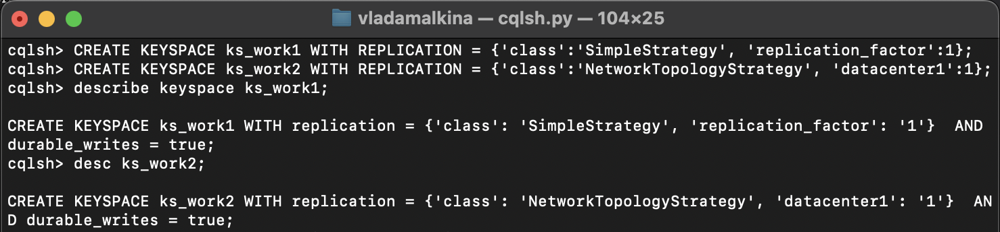 vladamalkina — cqlsh.py — 104×25
cqlsh> CREATE KEYSPACE ks_work1 WITH REPLICATION = {'class':'SimpleStrategy', 'replication_factor':1};
cqlsh> CREATE KEYSPACE ks_work2 WITH REPLICATION = {'class':'NetworkTopologyStrategy', 'datacenter1':1};
cqlsh> describe keyspace ks_work1;
CREATE KEYSPACE ks_work1 WITH replication = {'class': 'SimpleStrategy', 'replication_factor': '1'}  AND
durable_writes = true;
cqlsh> desc ks_work2;
CREATE KEYSPACE ks_work2 WITH replication = {'class': 'NetworkTopologyStrategy', 'datacenter1': '1'}  AN
D durable_writes = true;